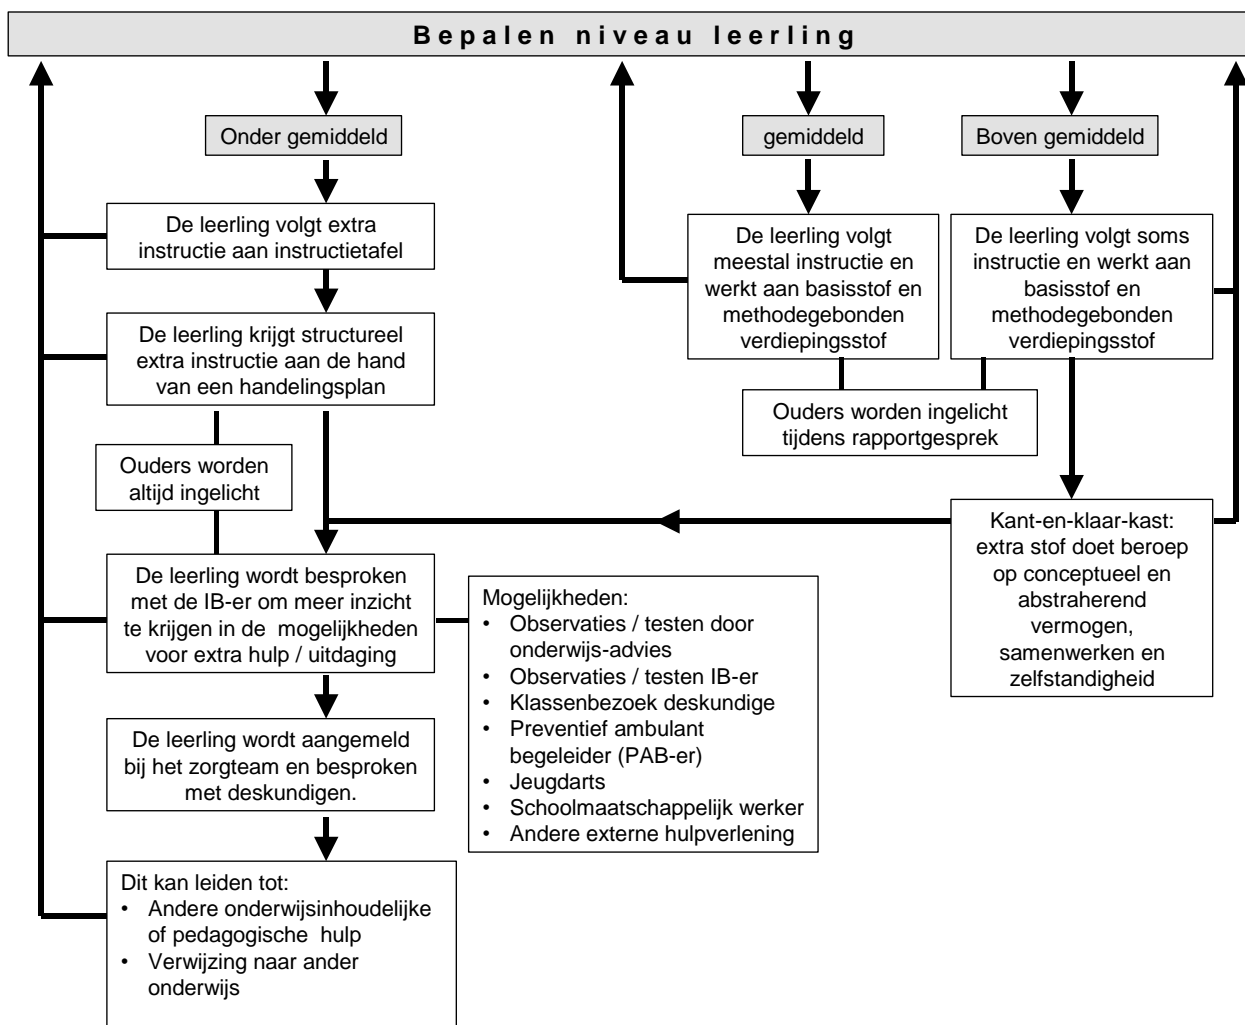 Bepalen niveau leerling
Onder gemiddeld
gemiddeld
Boven gemiddeld
De leerling volgt extra
instructie aan instructietafel
De leerling krijgt structureel
extra instructie aan de hand
van een handelingsplan
Ouders worden
altijd ingelicht
De leerling wordt besproken
met de IB-er om meer inzicht
te krijgen in de mogelijkheden
voor extra hulp / uitdaging
De leerling wordt aangemeld
bij het zorgteam en besproken
met deskundigen.
Dit kan leiden tot:
• Andere onderwijsinhoudelijke
of pedagogische hulp
• Verwijzing naar ander
onderwijs
Mogelijkheden:
• Observaties / testen door
onderwijs-advies
• Observaties / testen IB-er
• Klassenbezoek deskundige
• Preventief ambulant
begeleider (PAB-er)
• Jeugdarts
• Schoolmaatschappelijk werker
• Andere externe hulpverlening
De leerling volgt
meestal instructie en
werkt aan basisstof en
methodegebonden
verdiepingsstof
De leerling volgt soms
instructie en werkt aan
basisstof en
methodegebonden
verdiepingsstof
Ouders worden ingelicht
tijdens rapportgesprek
Kant-en-klaar-kast:
extra stof doet beroep
op conceptueel en
abstraherend
vermogen,
samenwerken en
zelfstandigheid